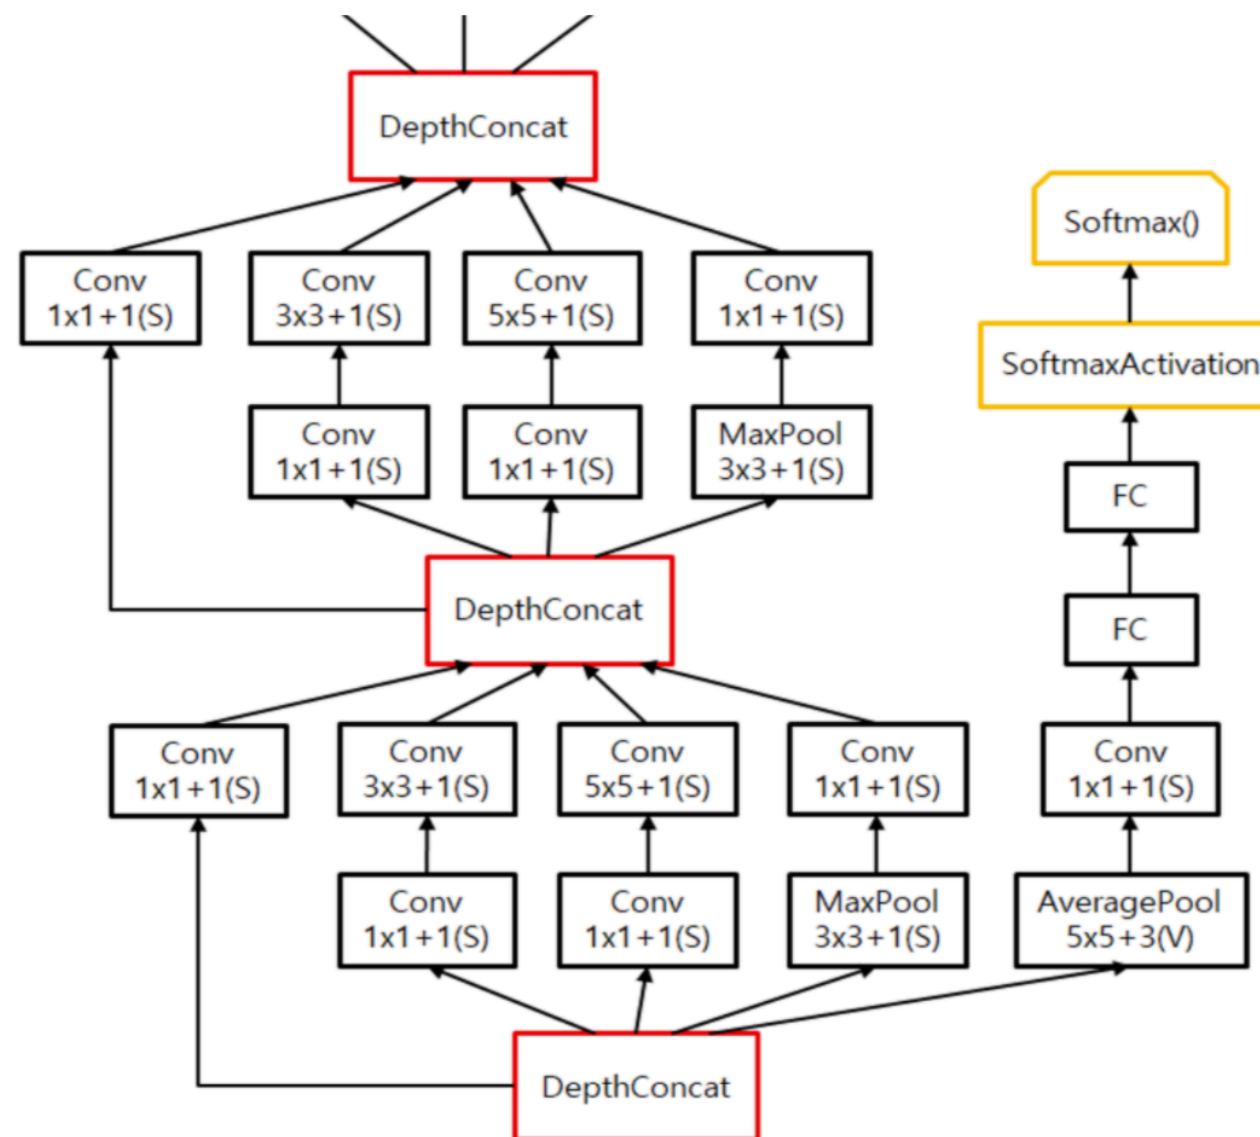 DepthConcat
Softmax()
Conv
1x1+1(S)
Conv
3x3+1(S)
Conv
5x5+1(S)
Conv
1x1+1(S)
SoftmaxActivation
Conv
1x1+1(S)
Conv
1x1+1(S)
MaxPool
3x3+1(S)
FC
DepthConcat
FC
Conv
1x1+1(S)
Conv
3x3+1(S)
Conv
5x5+1(S)
Conv
1x1+1(S)
Conv
1x1+1(S)
Conv
1x1+1(S)
Conv
1x1+1(S)
MaxPool
3x3+1(S)
AveragePool
5x5+3(V)
DepthConcat